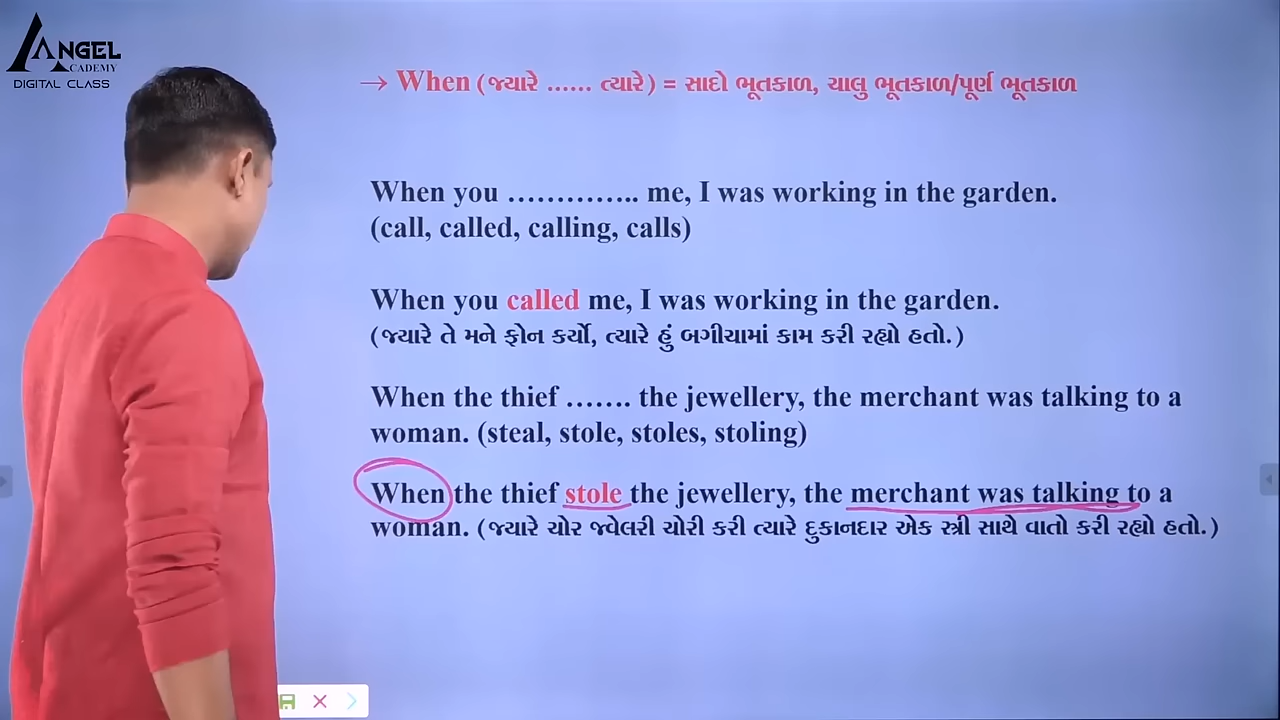 ANGEL
ACADEMY
DIGITAL CLASS
→ When (જ્યારે ...... ત્યારે) = સાદો ભૂતકાળ, ચાલુ ભૂતકાળ/પૂર્ણ ભૂતકાળ
When you ………….. me, I was working in the garden.
(call, called, calling, calls)
When you called me, I was working in the garden.
(જ્યારે તે મને ફોન કર્યો, ત્યારે હું બગીચામાં કામ કરી રહ્યો હતો.)
When the thief ……. the jewellery, the merchant was talking to a
woman. (steal, stole, stoles, stoling)
When the thief stole the jewellery, the merchant was talking to a
woman. (જ્યારે ચોર જ્વેલરી ચોરી કરી ત્યારે દુકાનદાર એક સ્ત્રી સાથે વાતો કરી રહ્યો હતો.)